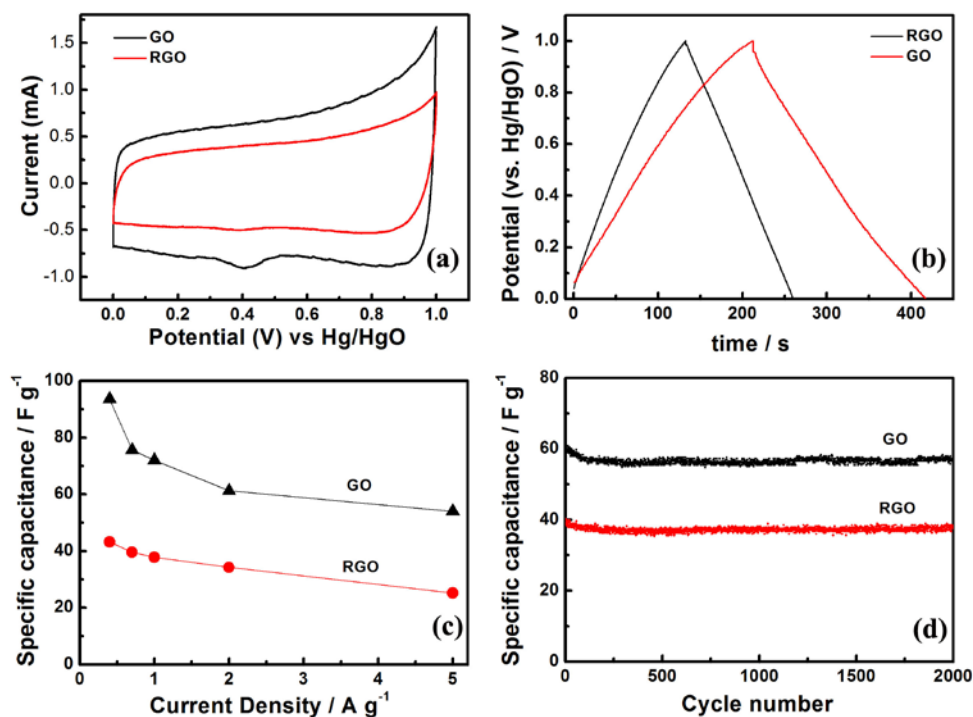 GO
RGO
1.5
1.0
0.5
0.0
-0.5
-1.0
Current (mA)
0.0 0.2 0.4 0.6 0.8 1.0
Potential (V) vs Hg/HgO
(a)
RGO
GO
1.0
0.8
0.6
0.4
0.2
0.0
Potential (vs. Hg/HgO) / V
0 100 200 300 400
time / s
(b)
100
80
60
40
20
0
Specific capacitance / F g⁻¹
GO
RGO
0 1 2 3 4 5
Current Density / A g⁻¹
(c)
80
60
40
20
0
Specific capacitance / F g⁻¹
GO
RGO
0 500 1000 1500 2000
Cycle number
(d)